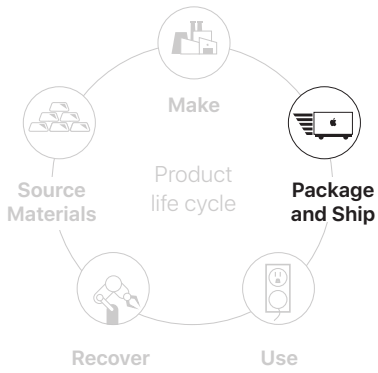 Make
Product
life cycle
Source
Materials
Package
and Ship
Recover
Use